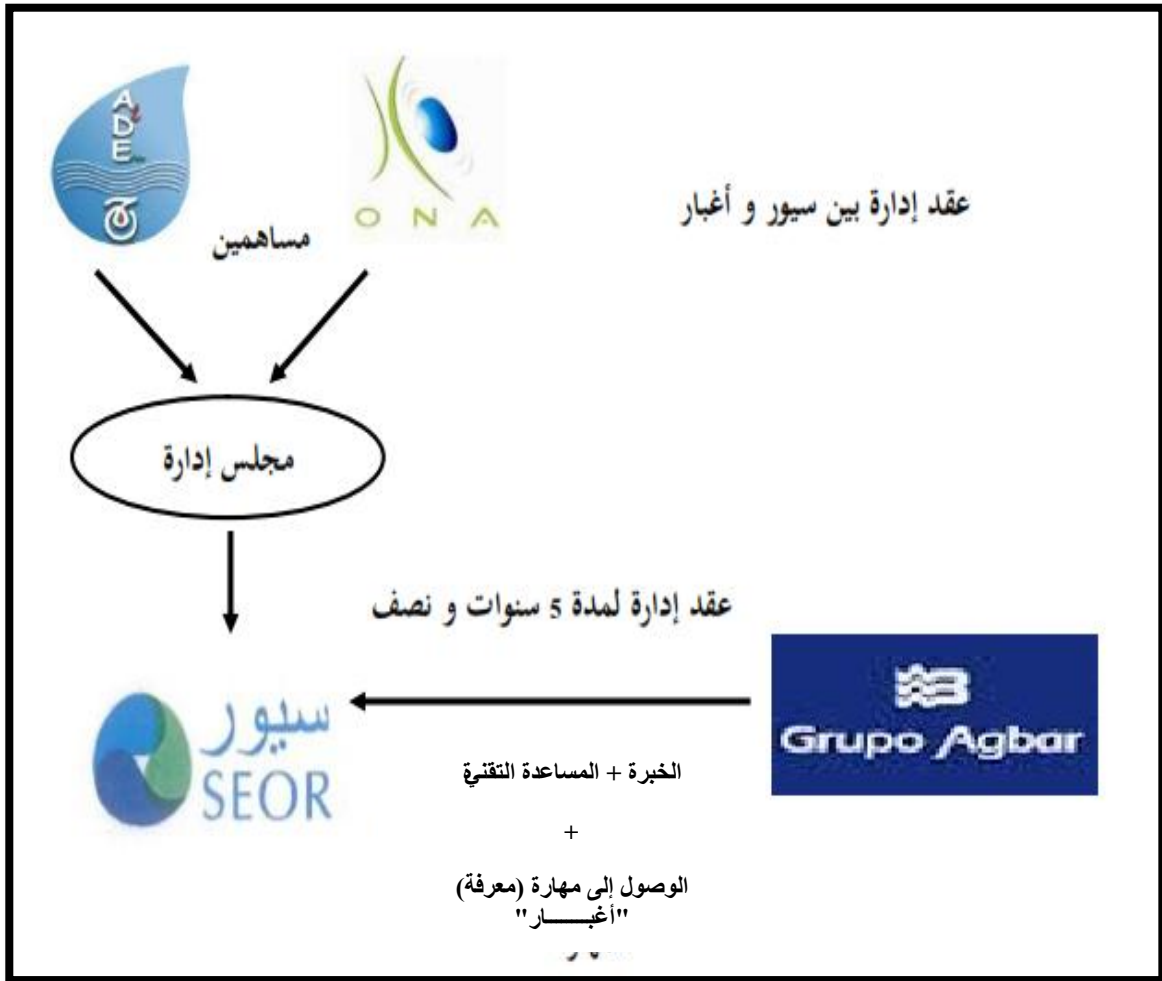 ADE
ONA
مساهمين
عقد إدارة بين سيور و أغبار
مجلس إدارة
عقد إدارة لمدة 5 سنوات و نصف
سيور
SEOR
Grupo Agbar
الخبرة + المساعدة التقنية
+
الوصول إلى مهارة (معرفة)
"أغبـــــار"